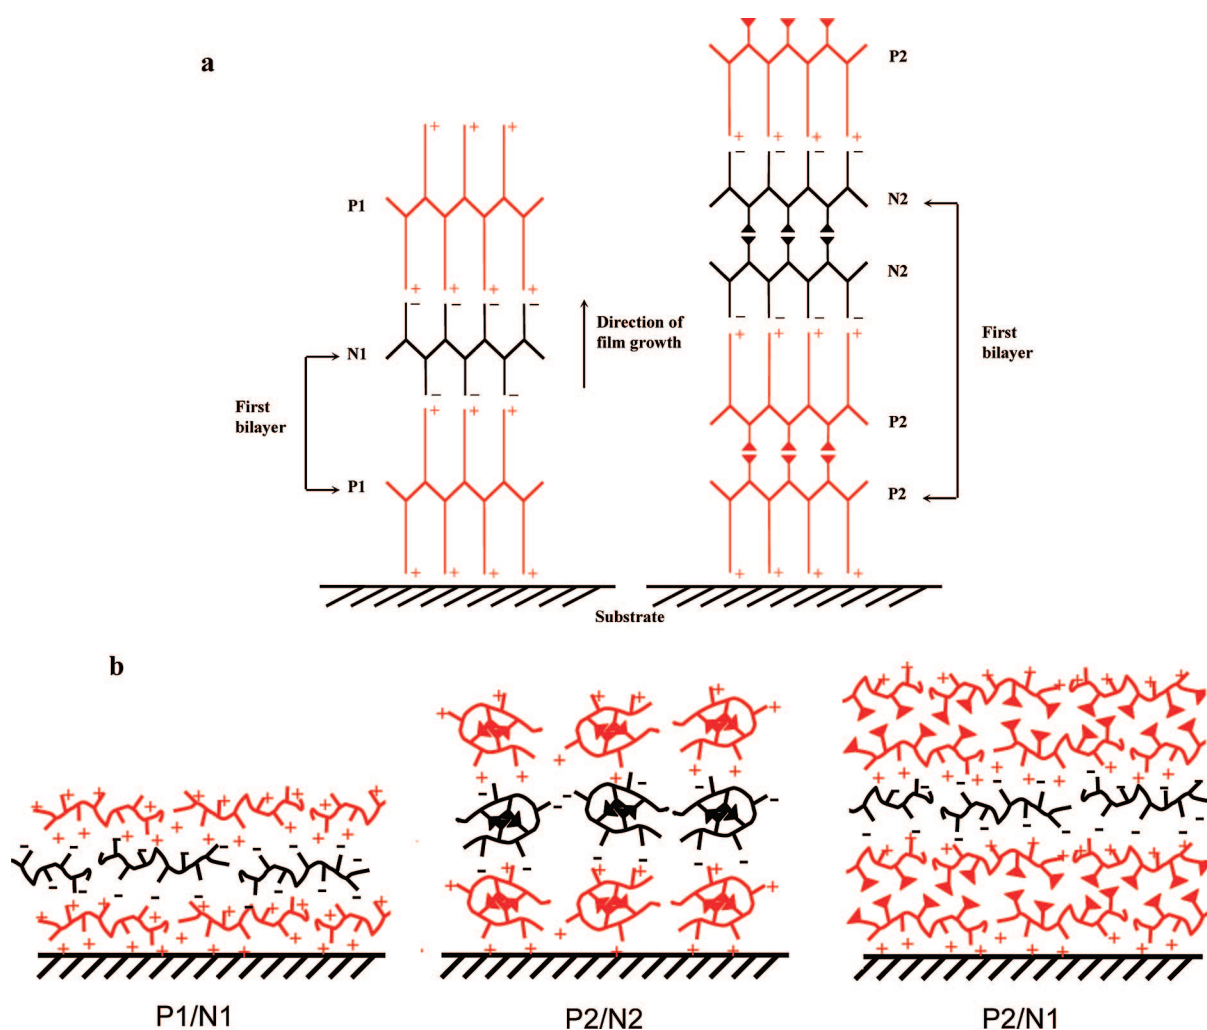 a
P2
P1
N2
N2
Direction of
film growth
N1
First
bilayer
First
bilayer
P2
P1
P2
Substrate
b
P1/N1
P2/N2
P2/N1